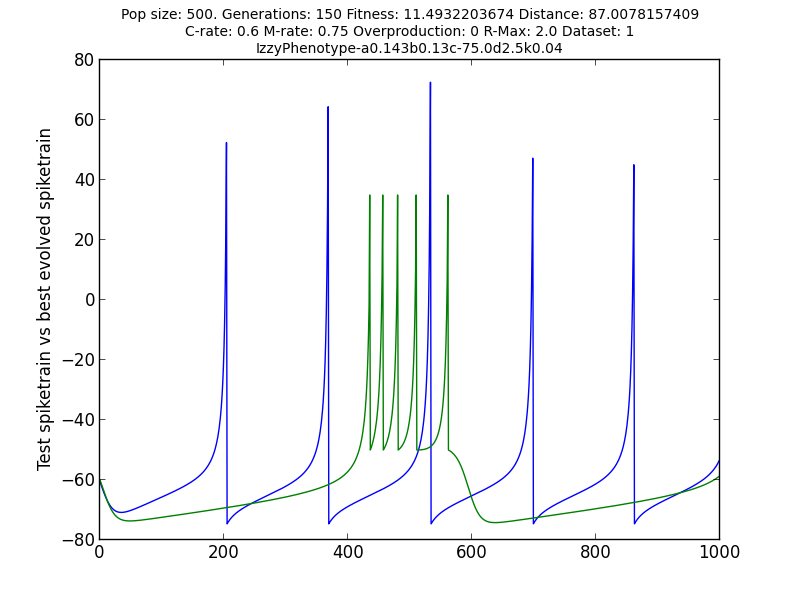 Pop size: 500. Generations: 150 Fitness: 11.4932203674 Distance: 87.0078157409
C-rate: 0.6 M-rate: 0.75 Overproduction: 0 R-Max: 2.0 Dataset: 1
IzzyPhenotype-a0.143b0.13c-75.0d2.5k0.04
Test spiketrain vs best evolved spiketrain
80
60
40
20
0
−20
−40
−60
−80
0 200 400 600 800 1000